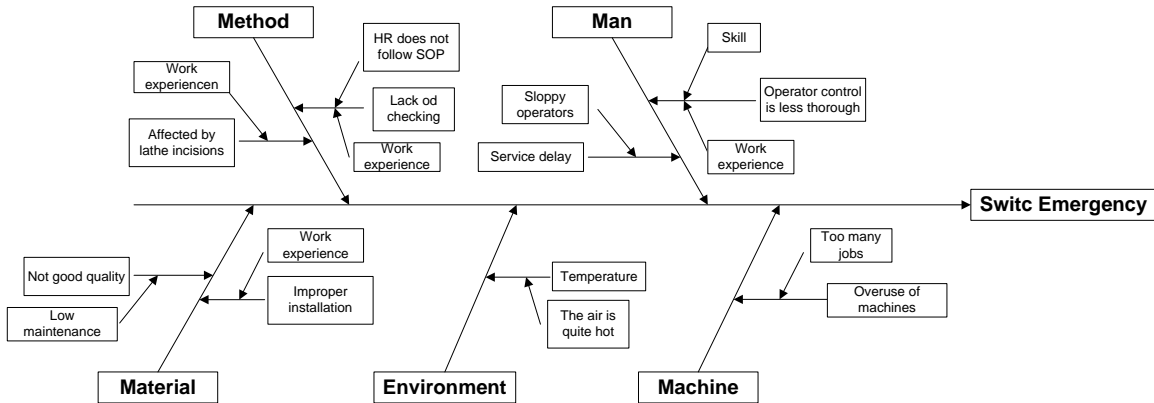 Method
Man
HR does not
follow SOP
Skill
Work
experiencen
Lack od
checking
Sloppy
operators
Operator control
is less thorough
Affected by
lathe incisions
Work
experience
Service delay
Work
experience
Switc Emergency
Not good quality
Work
experience
Temperature
Too many
jobs
Low
maintenance
Improper
installation
The air is
quite hot
Overuse of
machines
Material
Environment
Machine